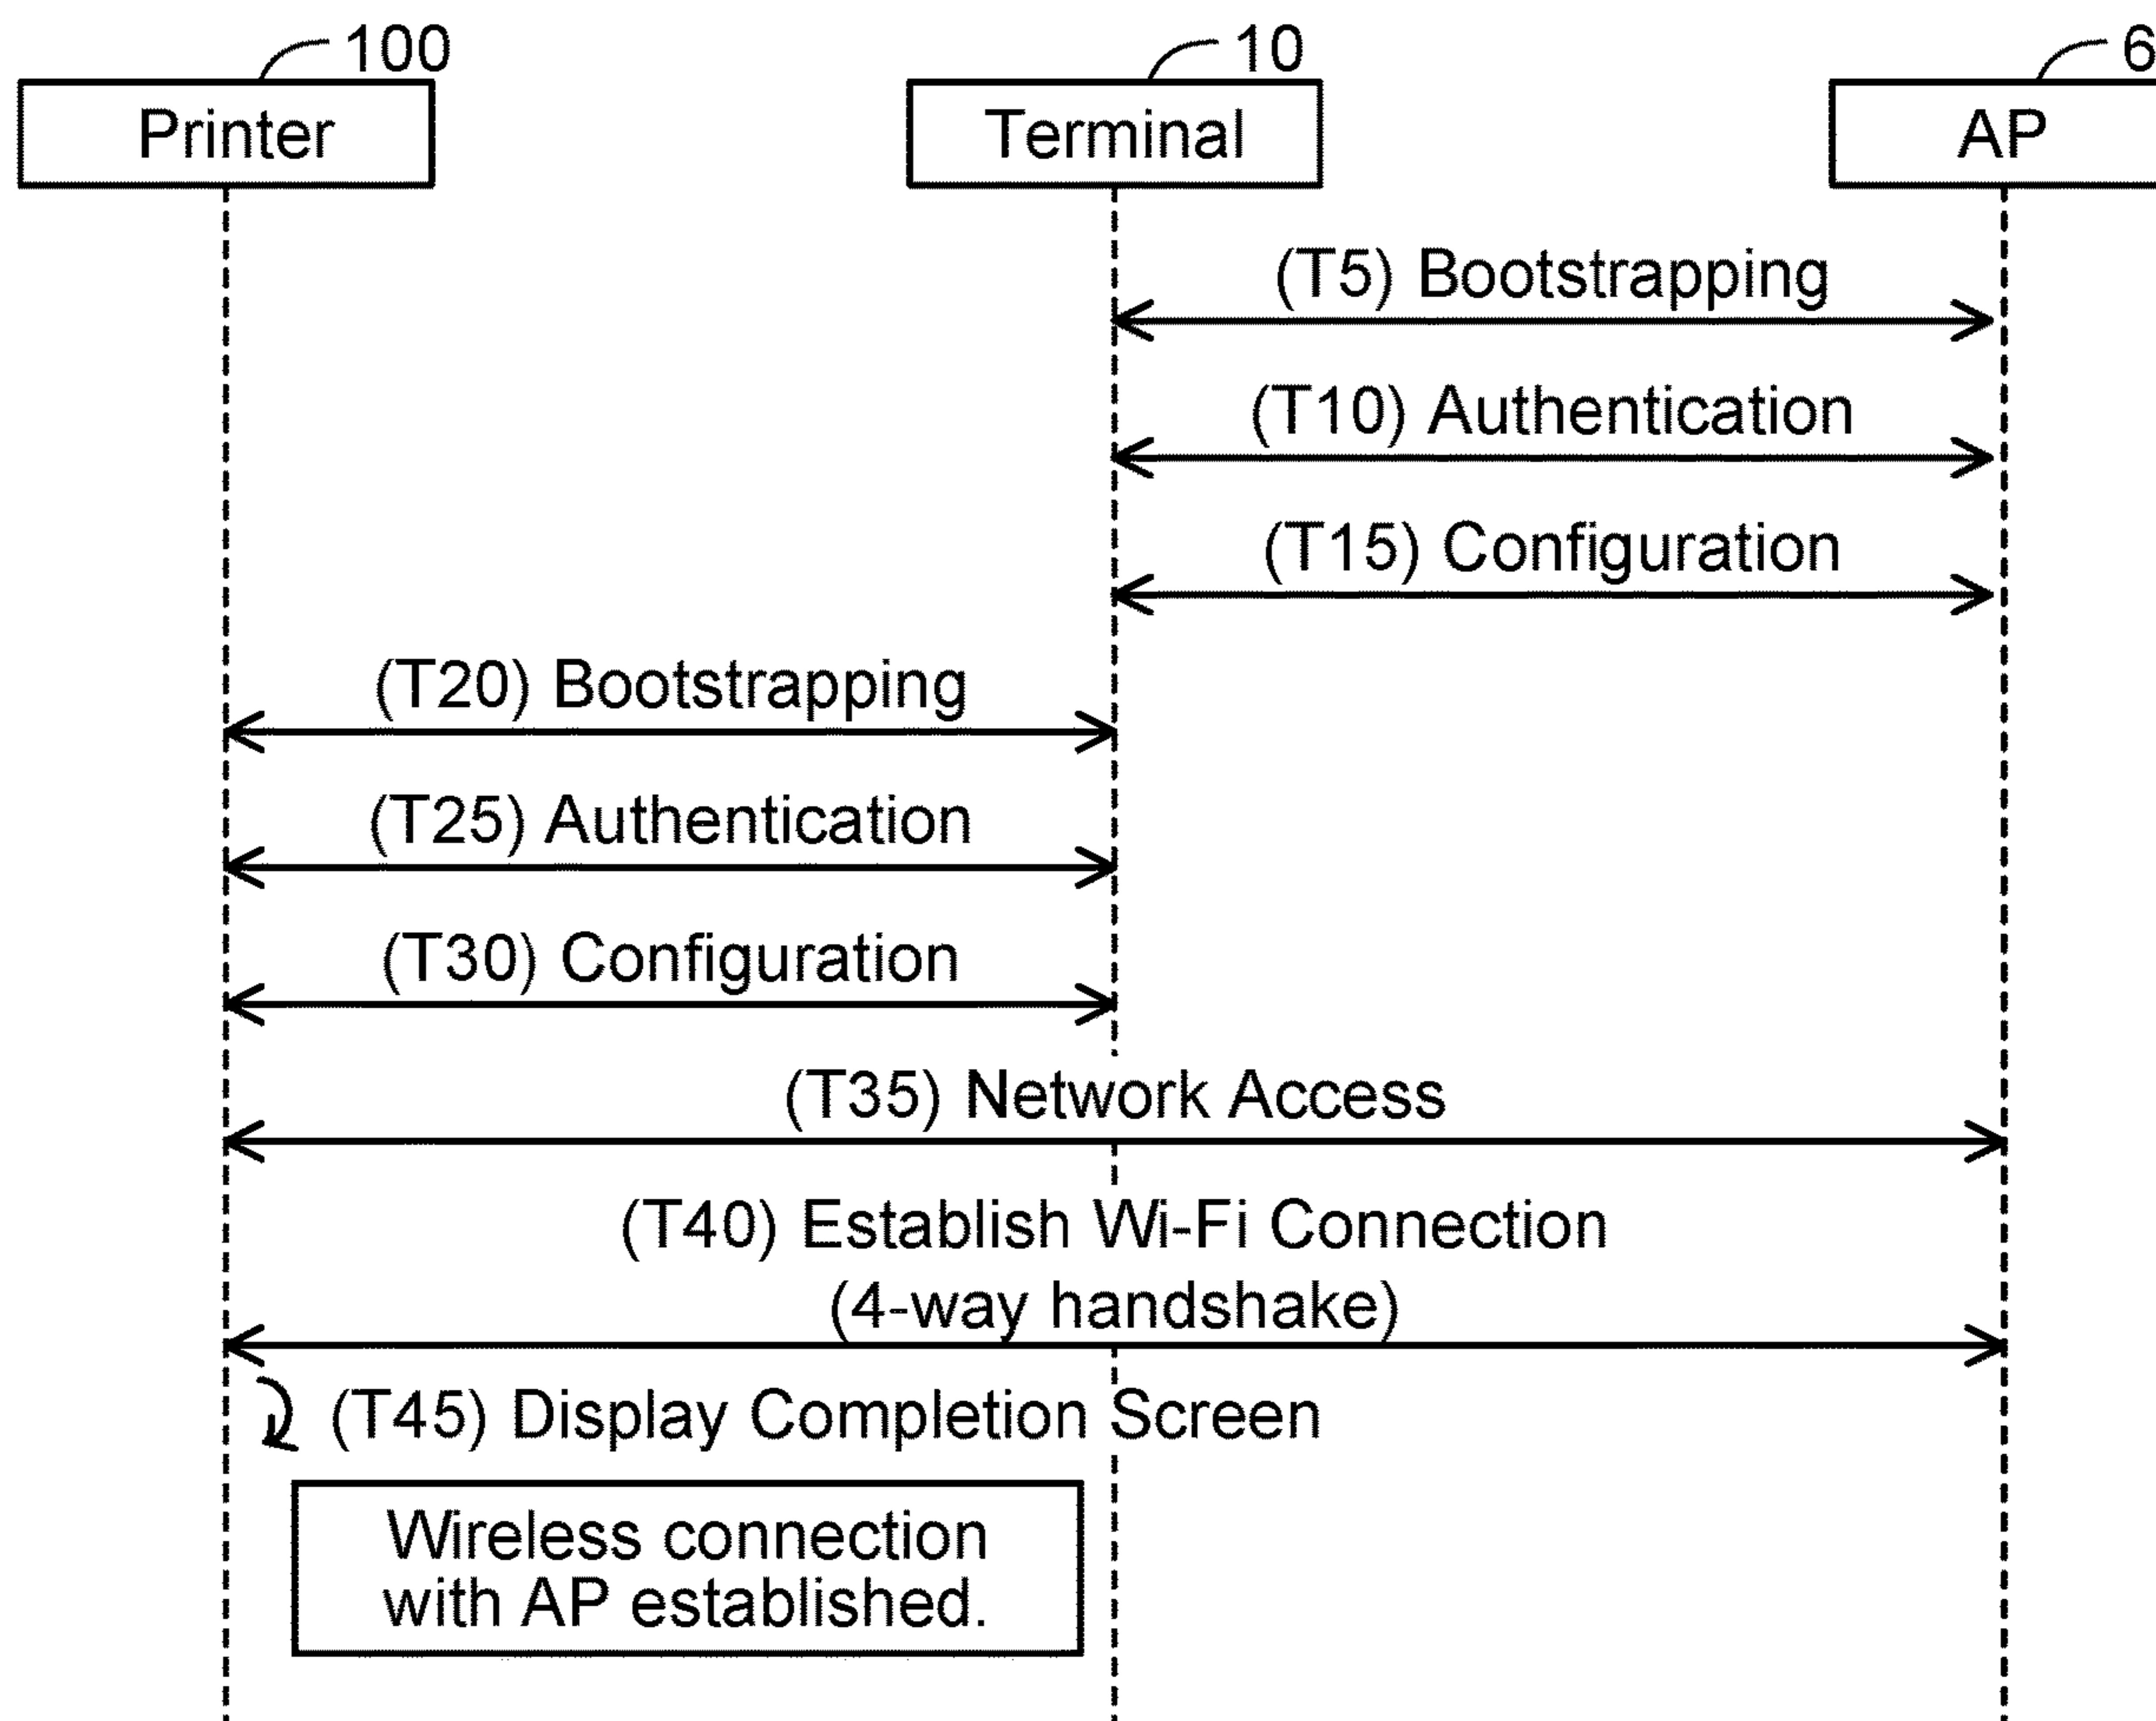 100
10
6
Printer
Terminal
AP
(T5) Bootstrapping
(T10) Authentication
(T15) Configuration
(T20) Bootstrapping
(T25) Authentication
(T30) Configuration
(T35) Network Access
(T40) Establish Wi-Fi Connection
(4-way handshake)
(T45) Display Completion Screen
Wireless connection
with AP established.